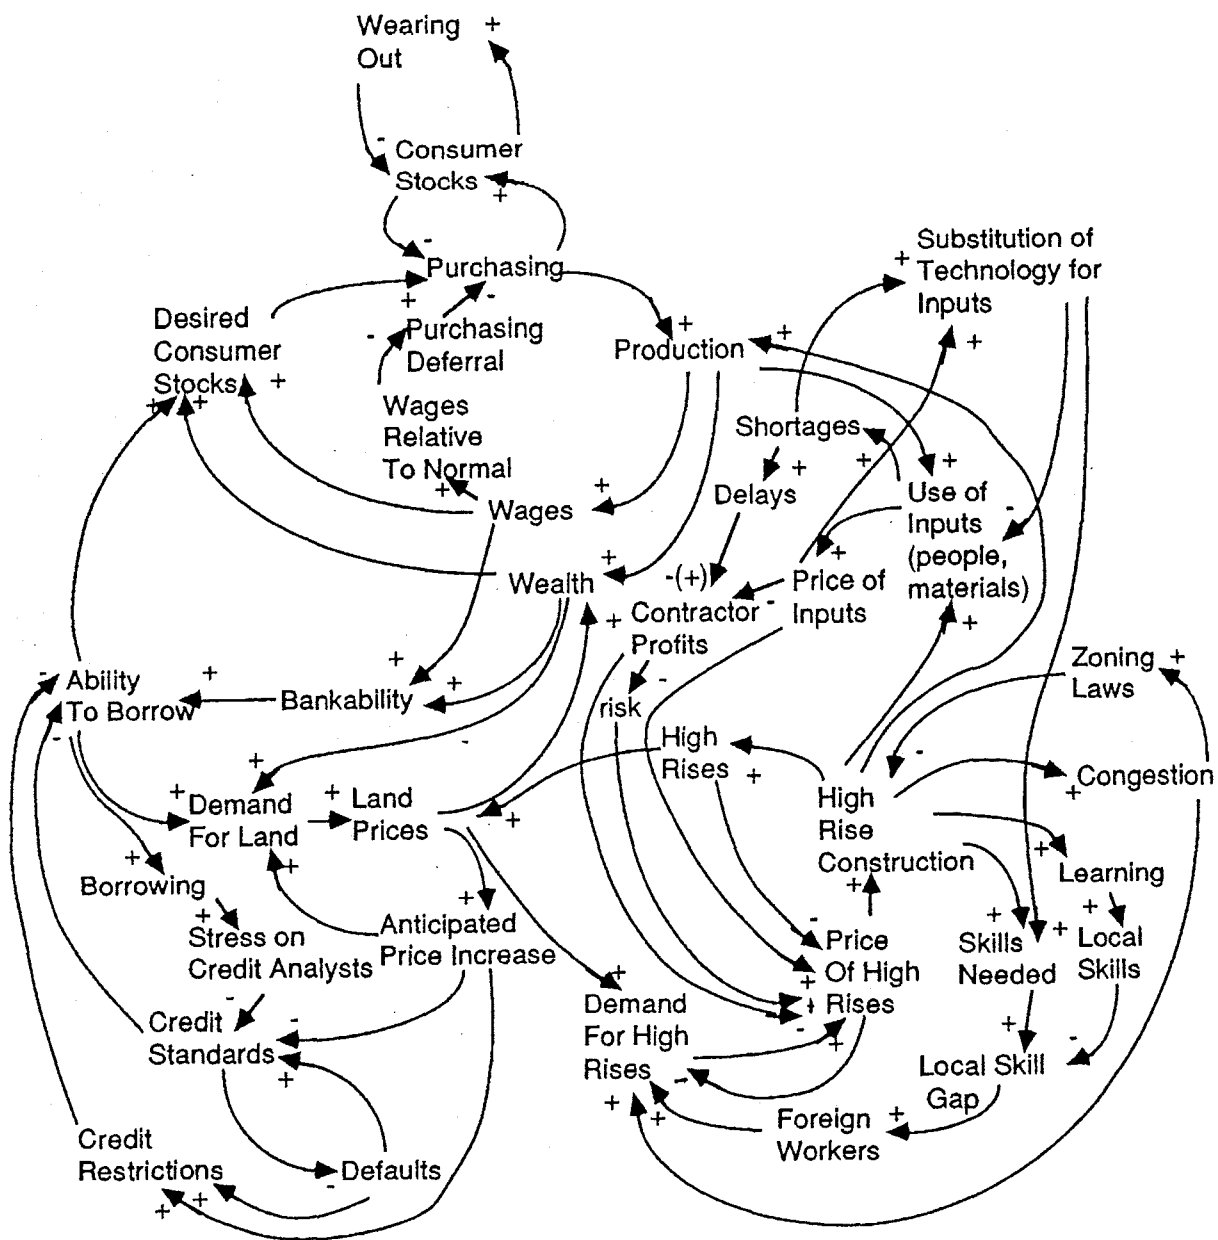 Wearing +
Out
-
Consumer
Stocks
+
-
Purchasing
+ -
Purchasing
Deferral
-
Desired
Consumer
Stocks +
+ +
Wages
Relative
To Normal
+
Wages
+
Wealth
+
+
Production +
Substitution of
+ Technology for
Inputs
+
Shortages
+
+
Delays
+
Use of
Inputs
(people,
materials)
-
+
-(+)
Contractor
Profits
+
-
Price of
Inputs
+
-
risk
Zoning +
Laws
-
Ability
To Borrow
-
+
Bankability
+
+
-
High
Rises
+
-
Congestion
+
+
+
Demand
For Land
+
+
Land
Prices
- +
High
Rise
Construction
+
+
Borrowing
+
Stress on
Credit Analysts
+
Anticipated
Price Increase
+
Learning
+
Local
Skills
+
Skills
Needed
+
-
Price
Of High
Rises
+
+
-
+
+
Demand
For High
Rises
-
+
+
-
Credit
Standards
-
+
+
Local Skill
Gap
-
Foreign
Workers
+
Credit
Restrictions
+ +
Defaults
-